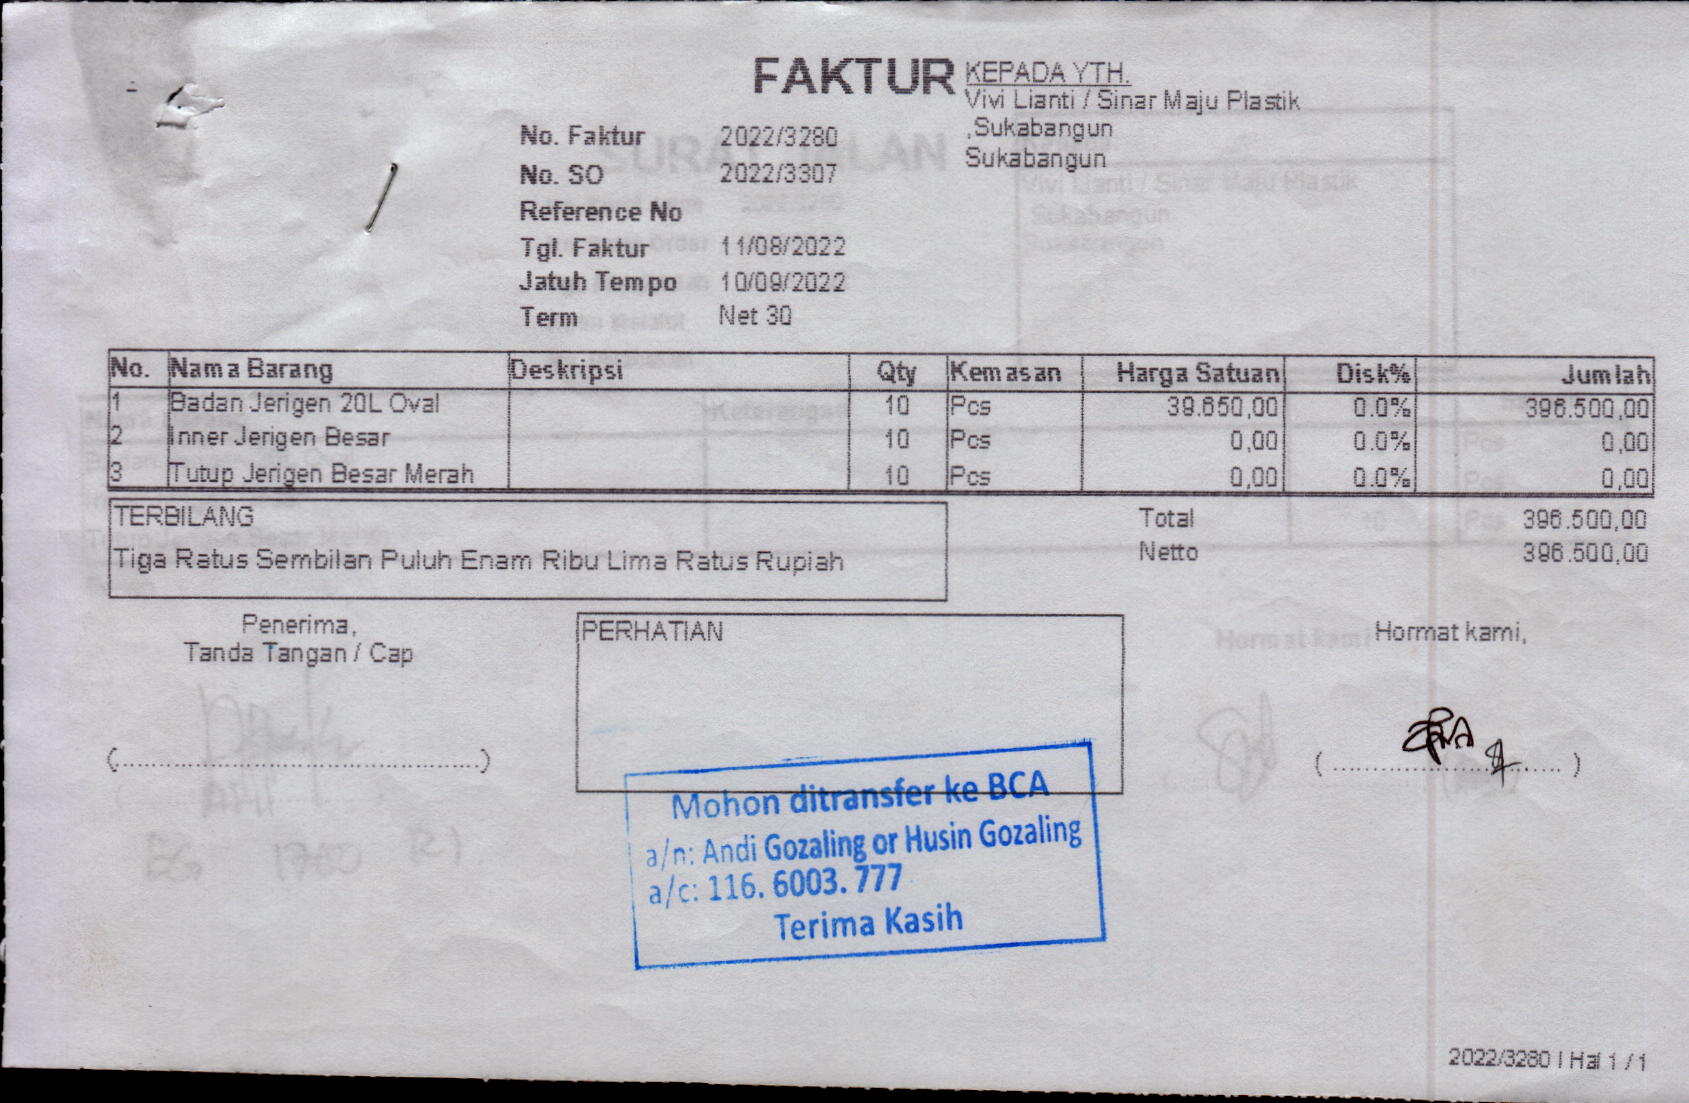 FAKTUR
KEPADA YTH.
Vivi Lianti / Sinar Maju Plastik
,Sukabangun
Sukabangun
No. Faktur 2022/3280
No. SO 2022/3307
Reference No
Tgl. Faktur 11/08/2022
Jatuh Tempo 10/09/2022
Term Net 30
No. Nama Barang Deskripsi Qty Kemasan Harga Satuan Disk% Jumlah
1 Badan Jerigen 20L Oval 10 Pcs 39.650,00 0.0% 396.500,00
2 Inner Jerigen Besar 10 Pcs 0,00 0.0% 0,00
3 Tutup Jerigen Besar Merah 10 Pcs 0,00 0.0% 0,00
TERBILANG
Tiga Ratus Sembilan Puluh Enam Ribu Lima Ratus Rupiah
Total 396.500,00
Netto 396.500,00
Penerima,
Tanda Tangan / Cap
PERHATIAN
Hormat kami,
Mohon ditransfer ke BCA
a/n: Andi Gozaling or Husin Gozaling
a/c: 116. 6003. 777
Terima Kasih
2022/3280 | Hal 1 / 1